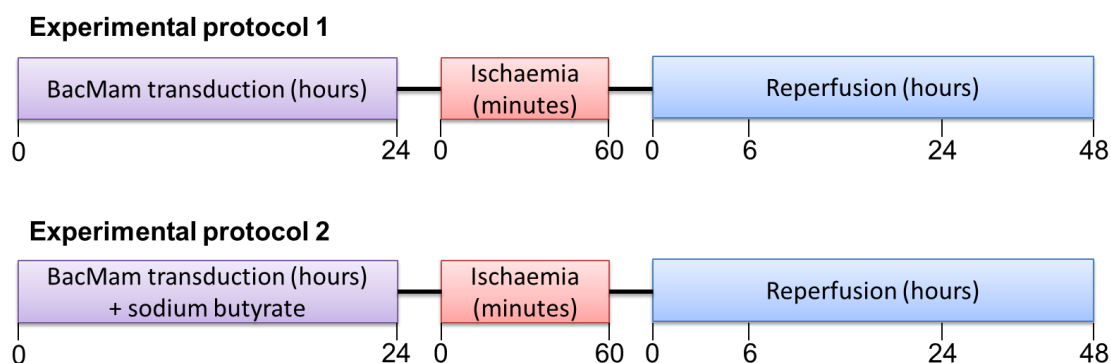 Experimental protocol 1
BacMam transduction (hours)
Ischaemia
(minutes)
Reperfusion (hours)
0 24 0 60 0 6 24 48
Experimental protocol 2
BacMam transduction (hours)
+ sodium butyrate
Ischaemia
(minutes)
Reperfusion (hours)
0 24 0 60 0 6 24 48